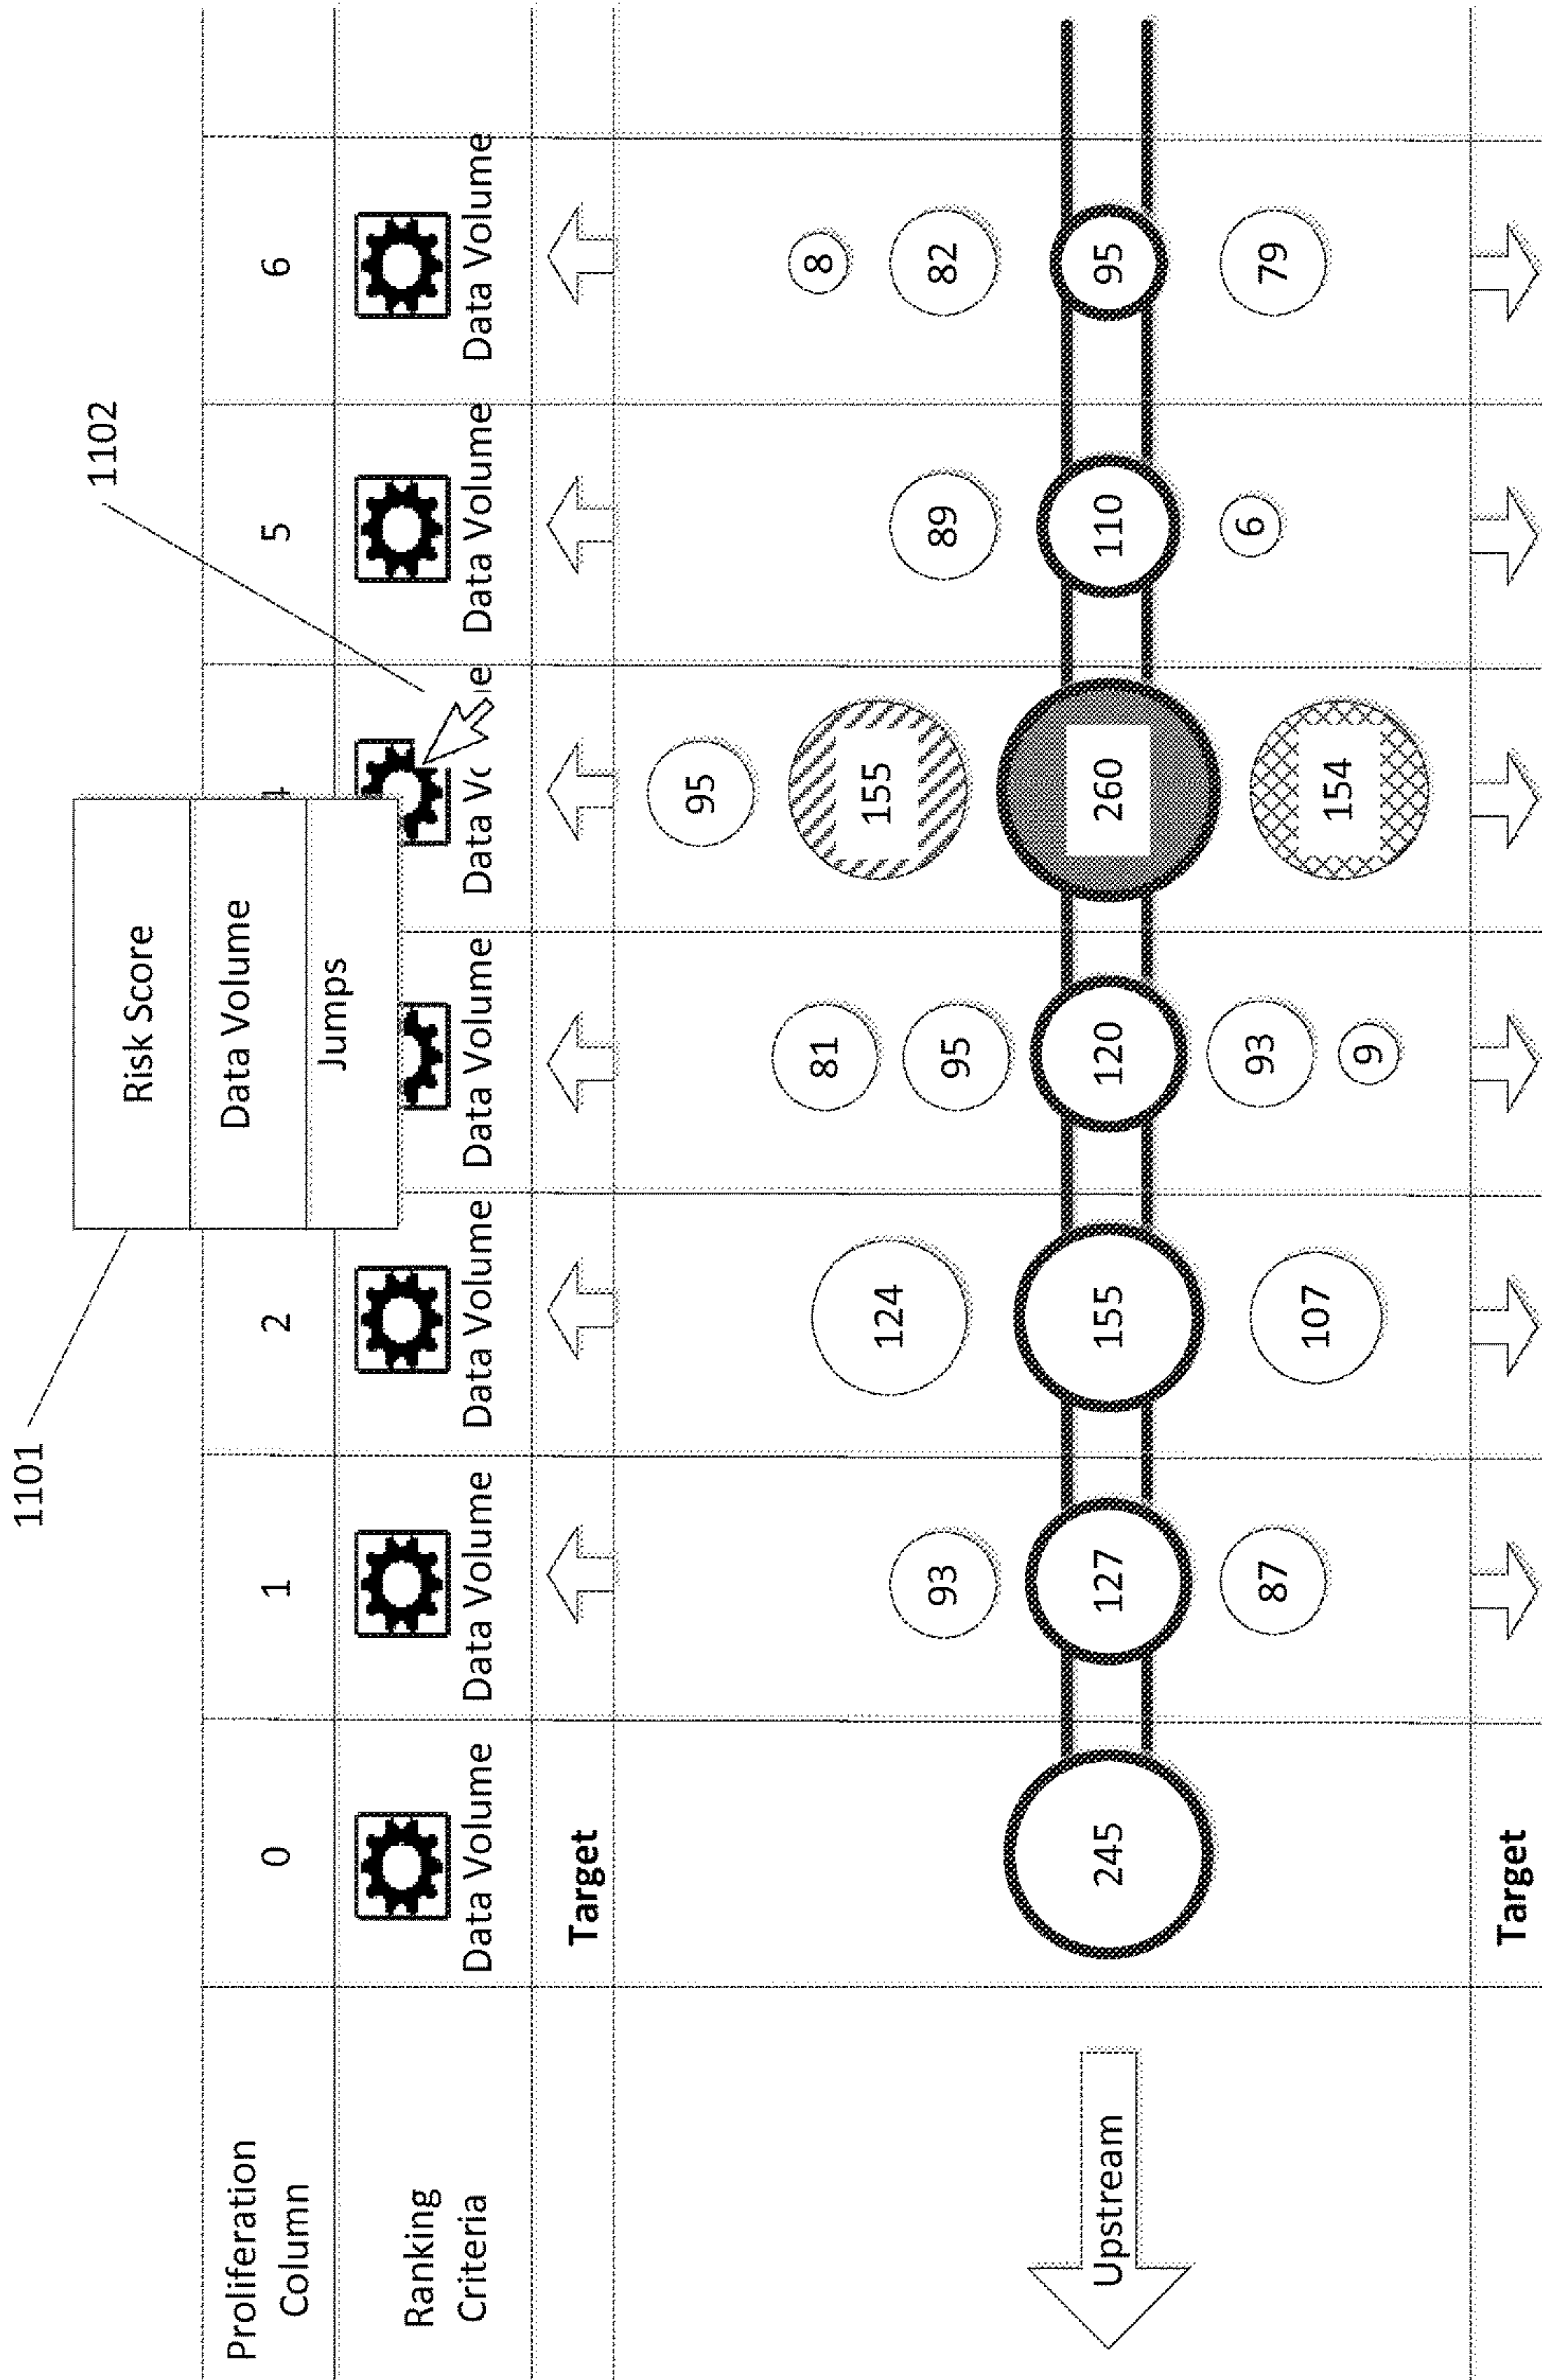 1101
1102
Risk Score
Data Volume
Jumps
Proliferation
Column
0
1
2
5
6
Ranking
Criteria
Data Volume
Data Volume
Data Volume
Data Volume
Data
Data Volume
Data Volume
Target
Upstream
245
93
127
87
124
155
107
81
95
120
93
9
95
155
260
154
89
110
6
8
82
95
79
Target